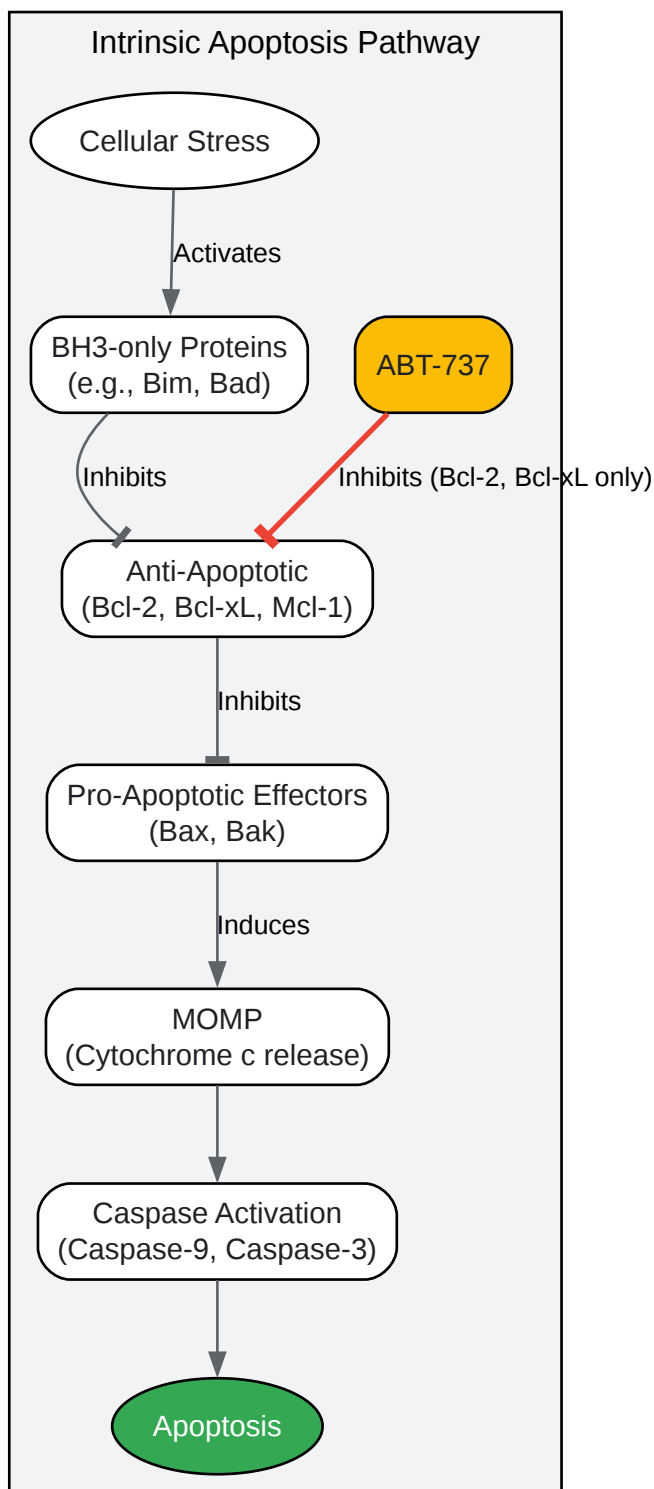 Intrinsic Apoptosis Pathway
Cellular Stress
Activates
BH3-only Proteins
(e.g., Bim, Bad)
ABT-737
Inhibits
Inhibits (Bcl-2, Bcl-xL only)
Anti-Apoptotic
(Bcl-2, Bcl-xL, Mcl-1)
Inhibits
Pro-Apoptotic Effectors
(Bax, Bak)
Induces
MOMP
(Cytochrome c release)
Caspase Activation
(Caspase-9, Caspase-3)
Apoptosis